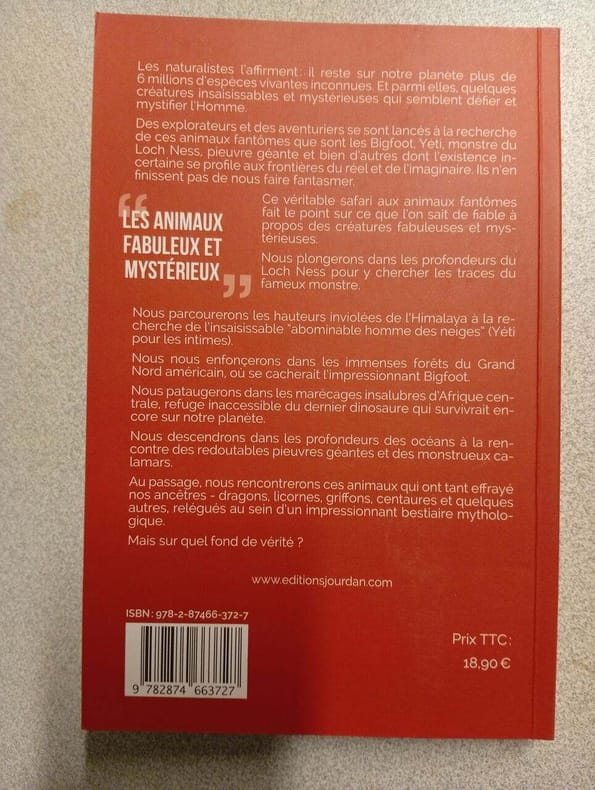 Les naturalistes l'affirment : il reste sur notre planète plus de
6 millions d'espèces vivantes inconnues. Et parmi elles, quelques
créatures insaisissables et mystérieuses qui semblent défier et
mystifier l'Homme.
Des explorateurs et des aventuriers se sont lancés à la recherche
de ces animaux fantômes que sont les Bigfoot, Yéti, monstre du
Loch Ness, pieuvre géante et bien d'autres dont l'existence in-
certaine se profile aux frontières du réel et de l'imaginaire. Ils n'en
finissent pas de nous faire fantasmer.
“
LES ANIMAUX
FABULEUX ET
MYSTÉRIEUX
”
Ce véritable safari aux animaux fantômes
fait le point sur ce que l'on sait de fiable à
propos des créatures fabuleuses et mys-
térieuses.
Nous plongerons dans les profondeurs du
Loch Ness pour y chercher les traces du
fameux monstre.
Nous parcourerons les hauteurs inviolées de l'Himalaya à la re-
cherche de l'insaisissable "abominable homme des neiges" (Yéti
pour les intimes).
Nous nous enfonçerons dans les immenses forêts du Grand
Nord américain, où se cacherait l'impressionnant Bigfoot.
Nous pataugerons dans les marécages insalubres d'Afrique cen-
trale, refuge inaccessible du dernier dinosaure qui survivrait en-
core sur notre planète.
Nous descendrons dans les profondeurs des océans à la ren-
contre des redoutables pieuvres géantes et des monstrueux ca-
lamars.
Au passage, nous rencontrerons ces animaux qui ont tant effrayé
nos ancêtres - dragons, licornes, griffons, centaures et quelques
autres, relégués au sein d'un impressionnant bestiaire mytholo-
gique.
Mais sur quel fond de vérité ?
www.editionsjourdan.com
ISBN : 978-2-87466-372-7
9 782874 663727
Prix TTC :
18,90 €